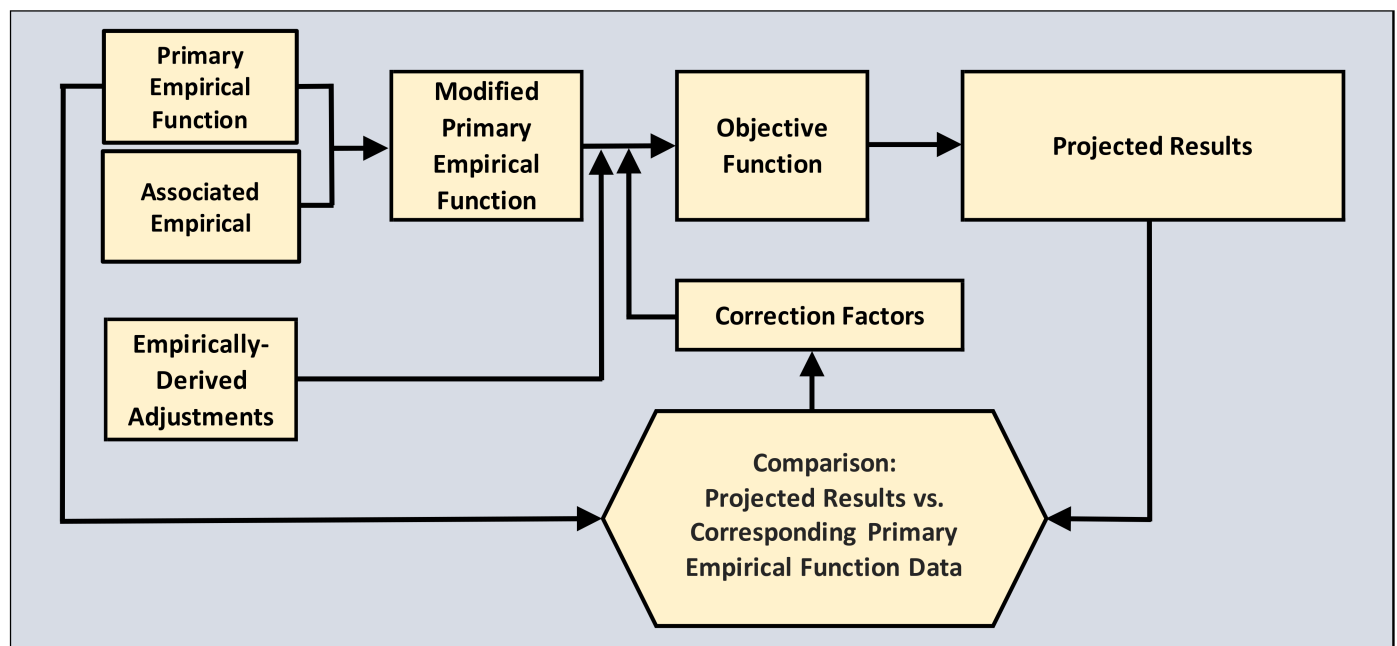 Primary
Empirical
Function
Associated
Empirical
Modified
Primary
Empirical
Function
Objective
Function
Projected Results
Empirically-
Derived
Adjustments
Correction Factors
Comparison:
Projected Results vs.
Corresponding Primary
Empirical Function Data